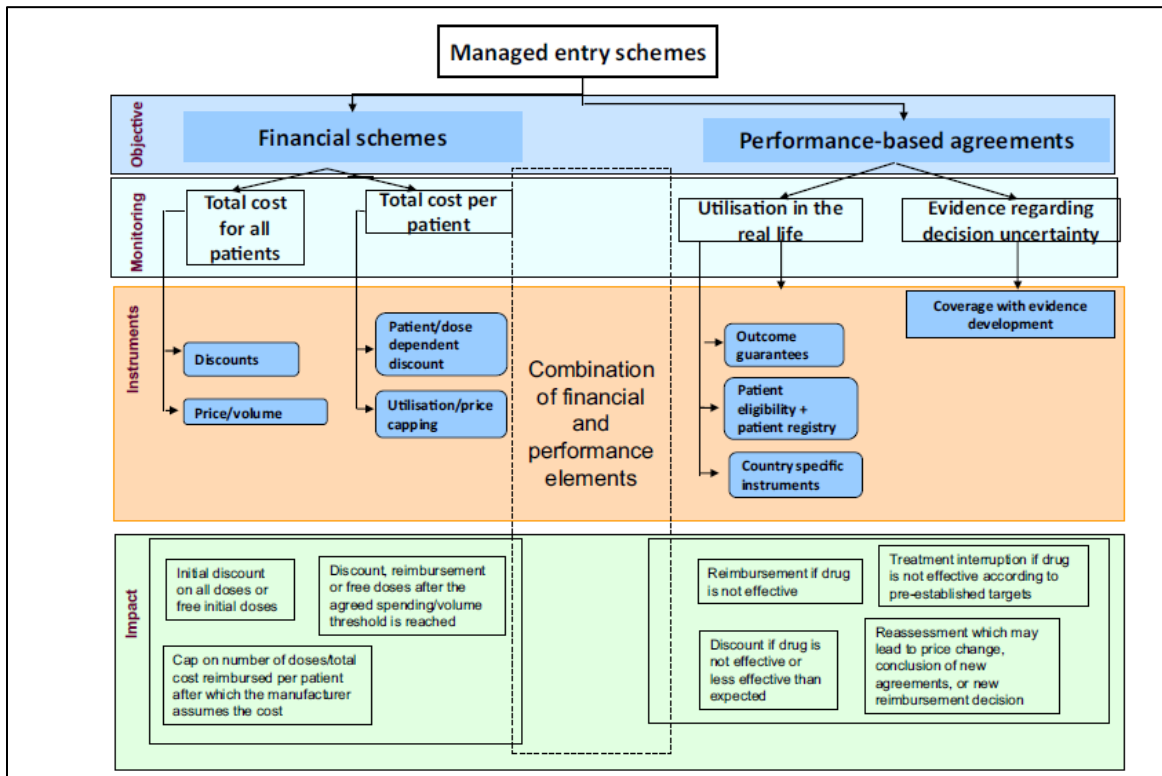 Managed entry schemes
Objective
Financial schemes
Performance-based agreements
Monitoring
Total cost
for all
patients
Total cost per
patient
Utilisation in the
real life
Evidence regarding
decision uncertainty
Instruments
Discounts
Price/volume
Patient/dose
dependent
discount
Utilisation/price
capping
Combination
of financial
and
performance
elements
Outcome
guarantees
Patient
eligibility +
patient registry
Country specific
instruments
Coverage with evidence
development
Impact
Initial discount
on all doses or
free initial doses
Discount, reimbursement
or free doses after the
agreed spending/volume
threshold is reached
Cap on number of doses/total
cost reimbursed per patient
after which the manufacturer
assumes the cost
Reimbursement if drug
is not effective
Treatment interruption if drug
is not effective according to
pre-established targets
Discount if drug is
not effective or
less effective than
expected
Reassessment which may
lead to price change,
conclusion of new
agreements, or new
reimbursement decision